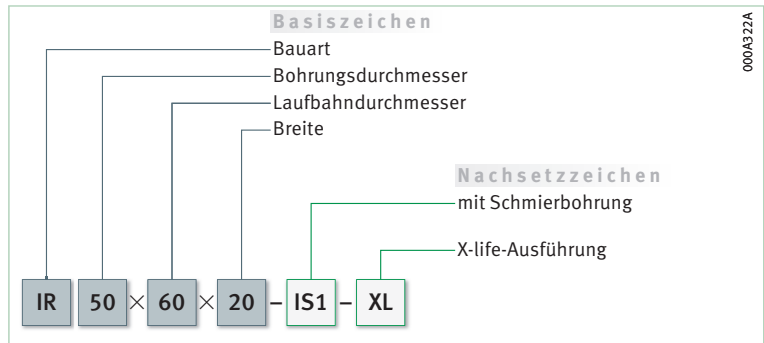 Basiszeichen
Bauart
Bohrungsdurchmesser
Laufbahndurchmesser
Breite
Nachsetzzeichen
mit Schmierbohrung
X-life-Ausführung
IR 50 × 60 × 20 – IS1 – XL
000A322A